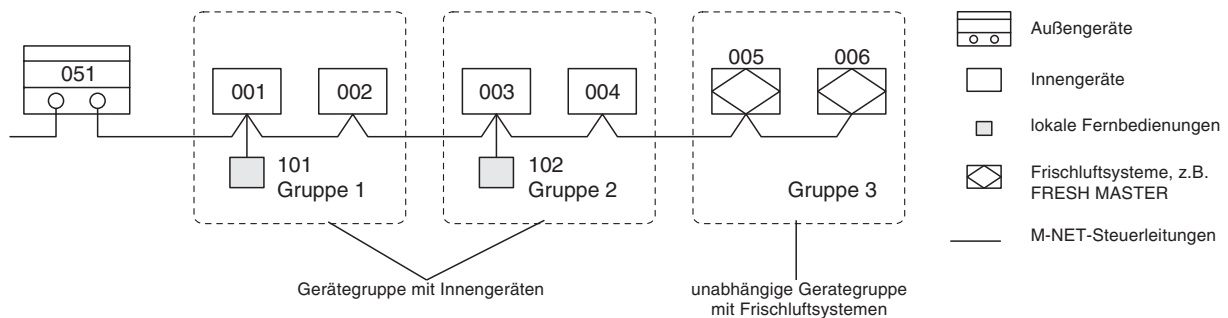 051
001
002
003
004
005
006
101
Gruppe 1
102
Gruppe 2
Gruppe 3
Gerätegruppe mit Innengeräten
unabhängige Gerategruppe
mit Frischluftsystemen
Außengeräte
Innengeräte
lokale Fernbedienungen
Frischluftsysteme, z.B.
FRESH MASTER
M-NET-Steuerleitungen